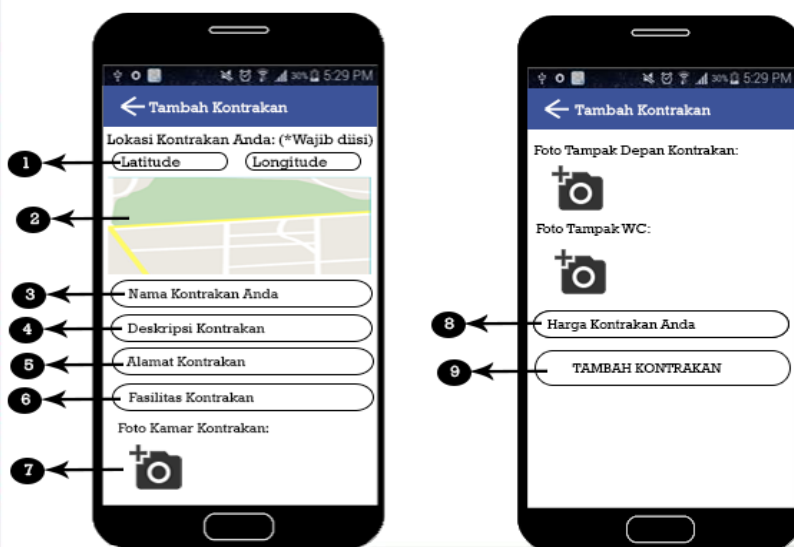 30% 5:29 PM
Tambah Kontrakan
Lokasi Kontrakan Anda: (*Wajib diisi)
1
Latitude
Longitude
2
3
Nama Kontrakan Anda
4
Deskripsi Kontrakan
5
Alamat Kontrakan
6
Fasilitas Kontrakan
Foto Kamar Kontrakan:
7
30% 5:29 PM
Tambah Kontrakan
Foto Tampak Depan Kontrakan:
Foto Tampak WC:
8
Harga Kontrakan Anda
9
TAMBAH KONTRAKAN